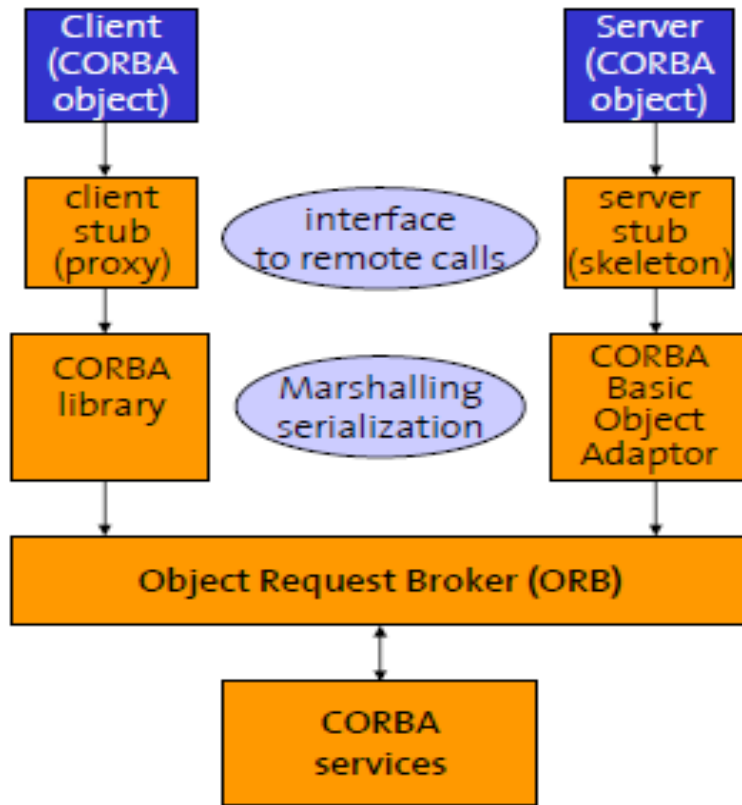 Client
(CORBA
object)
Server
(CORBA
object)
client
stub
(proxy)
interface
to remote calls
server
stub
(skeleton)
CORBA
library
Marshalling
serialization
CORBA
Basic
Object
Adaptor
Object Request Broker (ORB)
CORBA
services